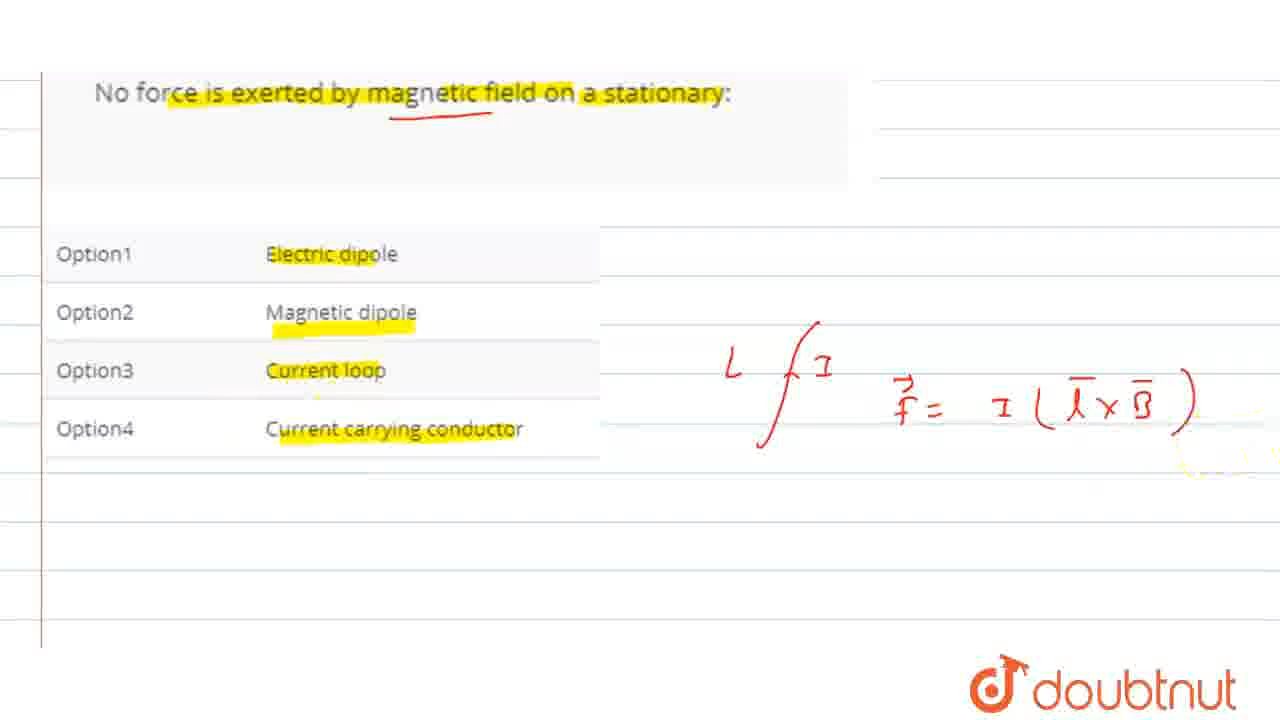 No force is exerted by magnetic field on a stationary:
Option1 Electric dipole
Option2 Magnetic dipole
Option3 Current loop
Option4 Current carrying conductor
L I
F⃗ = I ( l̅ × B̅ )
doubtnut